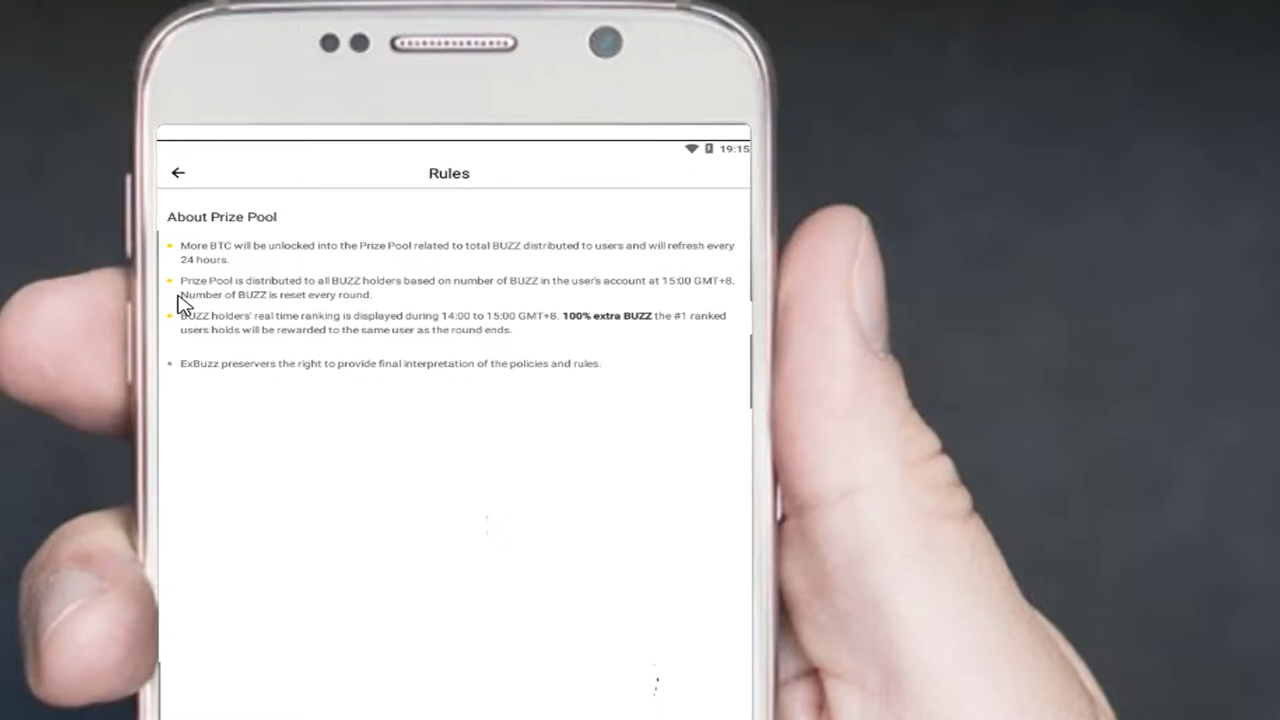 19:15
Rules
About Prize Pool
More BTC will be unlocked into the Prize Pool related to total BUZZ distributed to users and will refresh every
24 hours.
Prize Pool is distributed to all BUZZ holders based on number of BUZZ in the user's account at 15:00 GMT+8.
Number of BUZZ is reset every round.
BUZZ holders' real time ranking is displayed during 14:00 to 15:00 GMT+8. 100% extra BUZZ the #1 ranked
users holds will be rewarded to the same user as the round ends.
* ExBuzz preservers the right to provide final interpretation of the policies and rules.